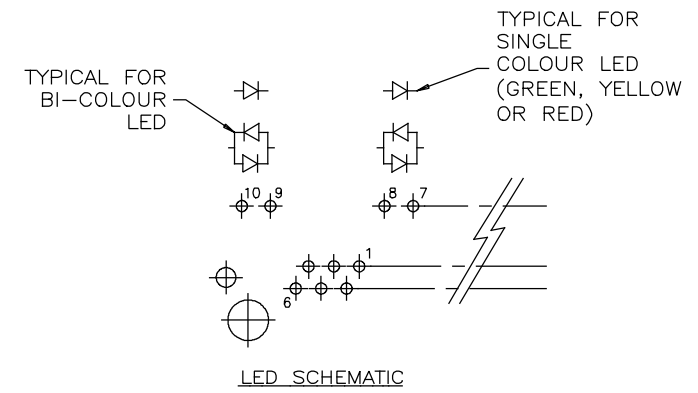 TYPICAL FOR
SINGLE
COLOUR LED
(GREEN, YELLOW
OR RED)
TYPICAL FOR
BI-COLOUR
LED
10 9 8 7
1
6
LED SCHEMATIC